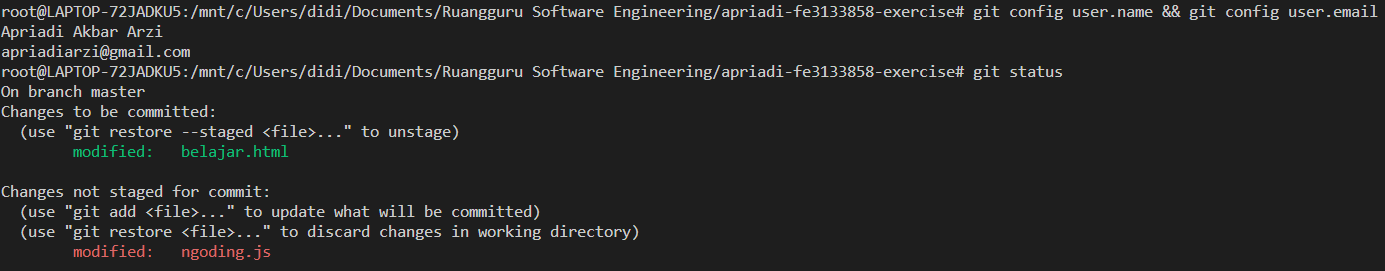 root@LAPTOP-72JADKU5:/mnt/c/Users/didi/Documents/Ruangguru Software Engineering/apriadi-fe3133858-exercise# git config user.name && git config user.email
Apriadi Akbar Arzi
apriadiarzi@gmail.com
root@LAPTOP-72JADKU5:/mnt/c/Users/didi/Documents/Ruangguru Software Engineering/apriadi-fe3133858-exercise# git status
On branch master
Changes to be committed:
  (use "git restore --staged <file>..." to unstage)
        modified:   belajar.html

Changes not staged for commit:
  (use "git add <file>..." to update what will be committed)
  (use "git restore <file>..." to discard changes in working directory)
        modified:   ngoding.js